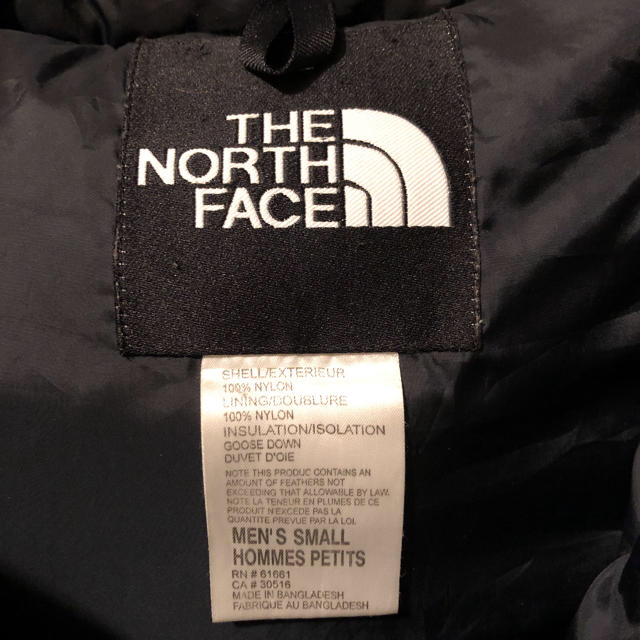 THE
NORTH
FACE
SHELL/EXTERIEUR
100% NYLON
LINING/DOUBLURE
100% NYLON
INSULATION/ISOLATION
GOOSE DOWN
DUVET D'OIE
NOTE THIS PRODUC CONTAINS AN
AMOUNT OF FEATHERS NOT
EXCEEDING THAT ALLOWABLE BY LAW.
NOTE LA TENEUR EN PLUMES DE CE
PRODUIT N'EXCEDE PAS LA
QUANTITE PREVUE PAR LA LOI.
MEN'S SMALL
HOMMES PETITS
RN # 61661
CA # 30516
MADE IN BANGLADESH
FABRIQUE AU BANGLADESH